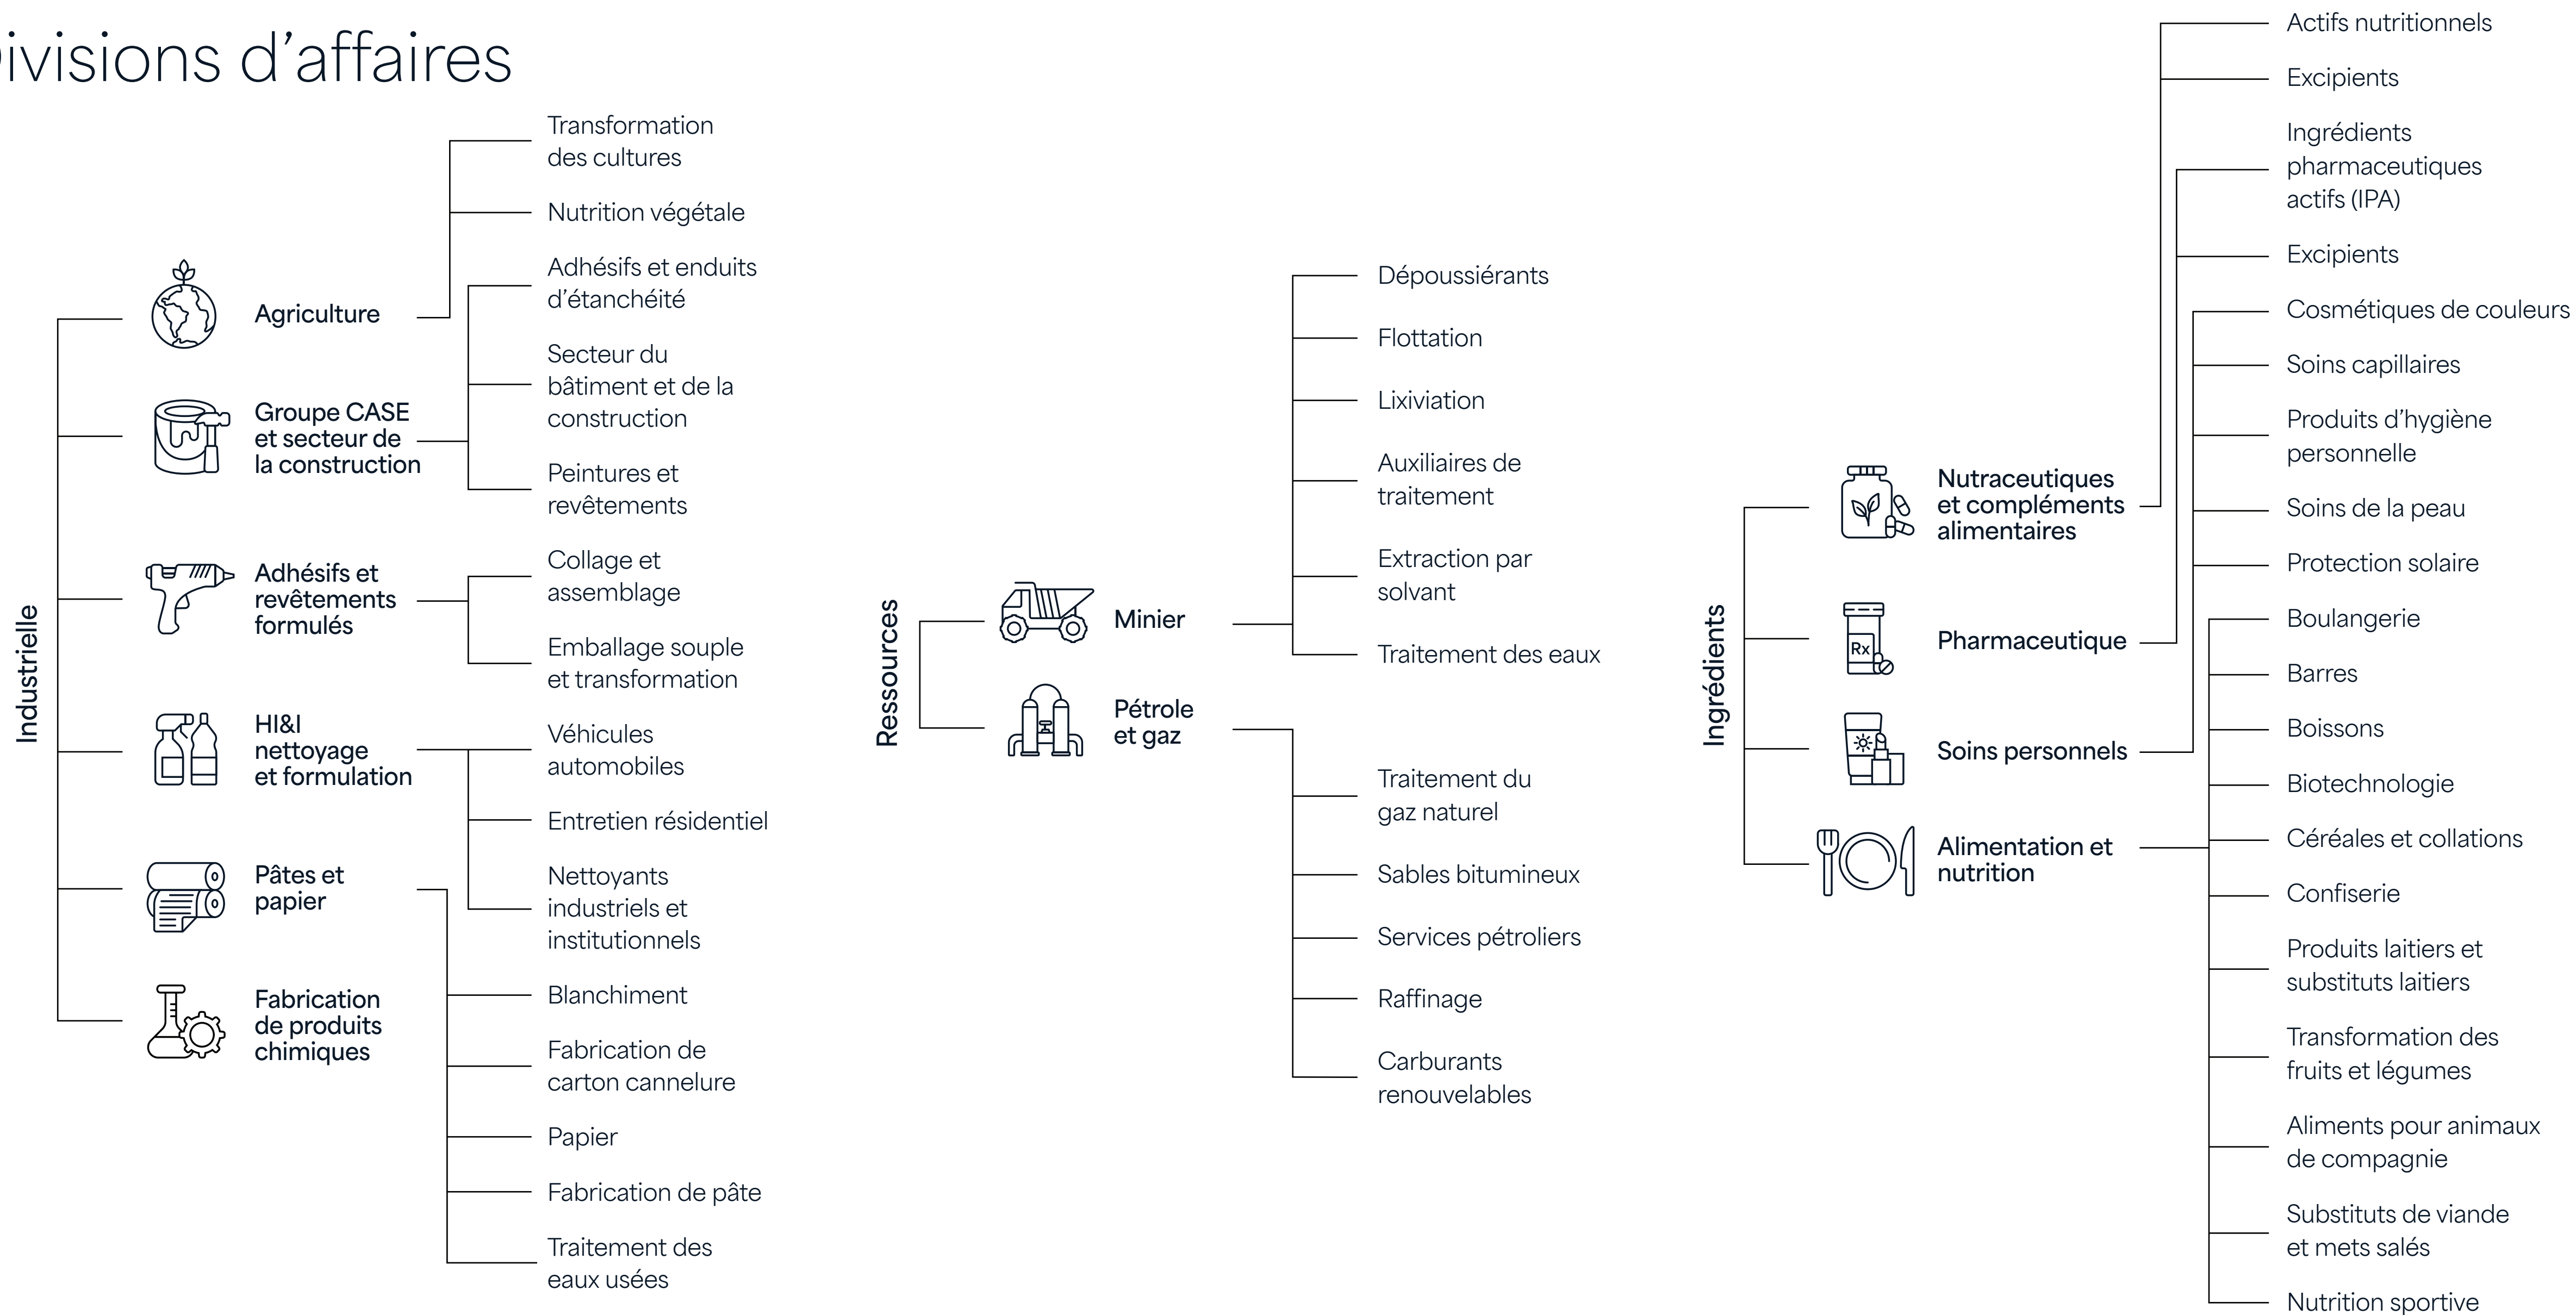 Divisions d’affaires
Industrielle
Agriculture
Transformation
des cultures
Nutrition végétale
Groupe CASE
et secteur de
la construction
Adhésifs et enduits
d’étanchéité
Secteur du
bâtiment et de la
construction
Peintures et
revêtements
Adhésifs et
revêtements
formulés
Collage et
assemblage
Emballage souple
et transformation
HI&I
nettoyage
et formulation
Véhicules
automobiles
Entretien résidentiel
Nettoyants
industriels et
institutionnels
Pâtes et
papier
Blanchiment
Fabrication de
carton cannelure
Papier
Fabrication de pâte
Traitement des
eaux usées
Fabrication
de produits
chimiques
Ressources
Minier
Dépoussiérants
Flottation
Lixiviation
Auxiliaires de
traitement
Extraction par
solvant
Traitement des eaux
Pétrole
et gaz
Traitement du
gaz naturel
Sables bitumineux
Services pétroliers
Raffinage
Carburants
renouvelables
Ingrédients
Nutraceutiques
et compléments
alimentaires
Actifs nutritionnels
Excipients
Rx
Pharmaceutique
Ingrédients
pharmaceutiques
actifs (IPA)
Excipients
Soins personnels
Cosmétiques de couleurs
Soins capillaires
Produits d’hygiène
personnelle
Soins de la peau
Protection solaire
Alimentation et
nutrition
Boulangerie
Barres
Boissons
Biotechnologie
Céréales et collations
Confiserie
Produits laitiers et
substituts laitiers
Transformation des
fruits et légumes
Aliments pour animaux
de compagnie
Substituts de viande
et mets salés
Nutrition sportive